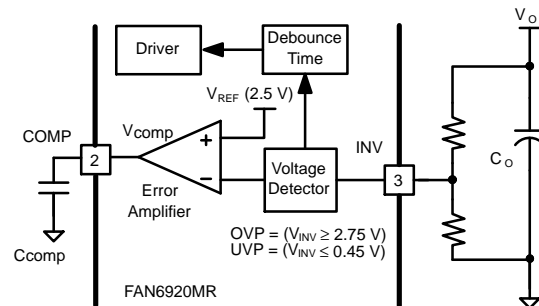 V_O
Driver
Debounce
Time
V_REF (2.5 V)
COMP
Vcomp
INV
2
+
−
Voltage
Detector
3
C_O
Error
Amplifier
Ccomp
OVP = (V_INV ≥ 2.75 V)
UVP = (V_INV ≤ 0.45 V)
FAN6920MR